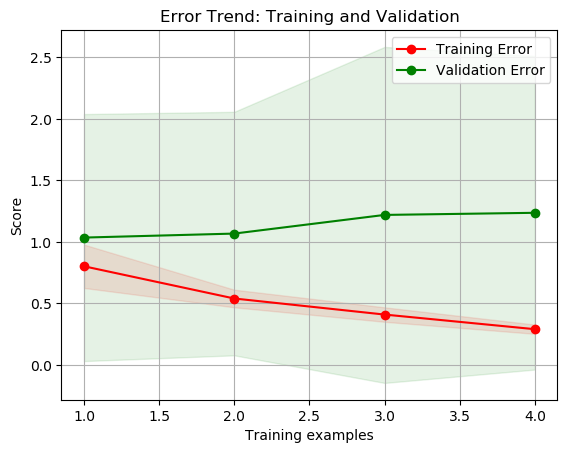 Error Trend: Training and Validation
Training Error
Validation Error
2.5
2.0
1.5
1.0
0.5
0.0
Score
1.0 1.5 2.0 2.5 3.0 3.5 4.0
Training examples